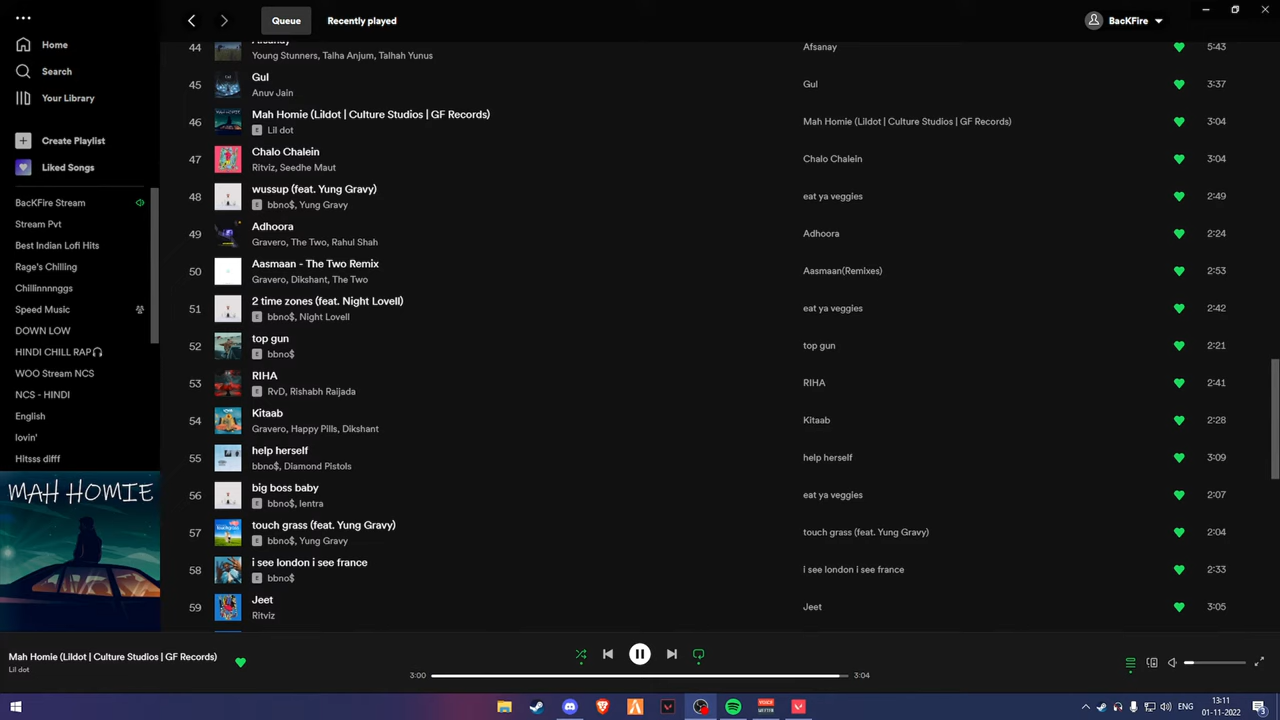 Queue
Recently played
BacKFire
Home
Search
Your Library
Create Playlist
Liked Songs
BacKFire Stream
Stream Pvt
Best Indian Lofi Hits
Rage's Chilling
Chillinnnngs
Speed Music
DOWN LOW
HINDI CHILL RAP🎧
WOO Stream NCS
NCS - HINDI
English
lovin'
Hitsss difff
MAH HOMIE
44 Afsanay Afsanay 5:43
Young Stunners, Talha Anjum, Talhah Yunus
45 Gul Gul 3:37
Anuv Jain
46 Mah Homie (Lildot | Culture Studios | GF Records) Mah Homie (Lildot | Culture Studios | GF Records) 3:04
E Lil dot
47 Chalo Chalein Chalo Chalein 3:04
Ritviz, Seedhe Maut
48 wussup (feat. Yung Gravy) eat ya veggies 2:49
E bbno$, Yung Gravy
49 Adhoora Adhoora 2:24
Gravero, The Two, Rahul Shah
50 Aasmaan - The Two Remix Aasmaan(Remixes) 2:53
Gravero, Dikshant, The Two
51 2 time zones (feat. Night Lovell) eat ya veggies 2:42
E bbno$, Night Lovell
52 top gun top gun 2:21
E bbno$
53 RIHA RIHA 2:41
E RvD, Rishabh Raijada
54 Kitaab Kitaab 2:28
Gravero, Happy Pills, Dikshant
55 help herself help herself 3:09
bbno$, Diamond Pistols
56 big boss baby eat ya veggies 2:07
E bbno$, lentra
57 touch grass (feat. Yung Gravy) touch grass (feat. Yung Gravy) 2:04
E bbno$, Yung Gravy
58 i see london i see france i see london i see france 2:33
E bbno$
59 Jeet Jeet 3:05
Ritviz
Mah Homie (Lildot | Culture Studios | GF Records)
Lil dot
3:00
3:04
ENG
13:11
01-11-2022